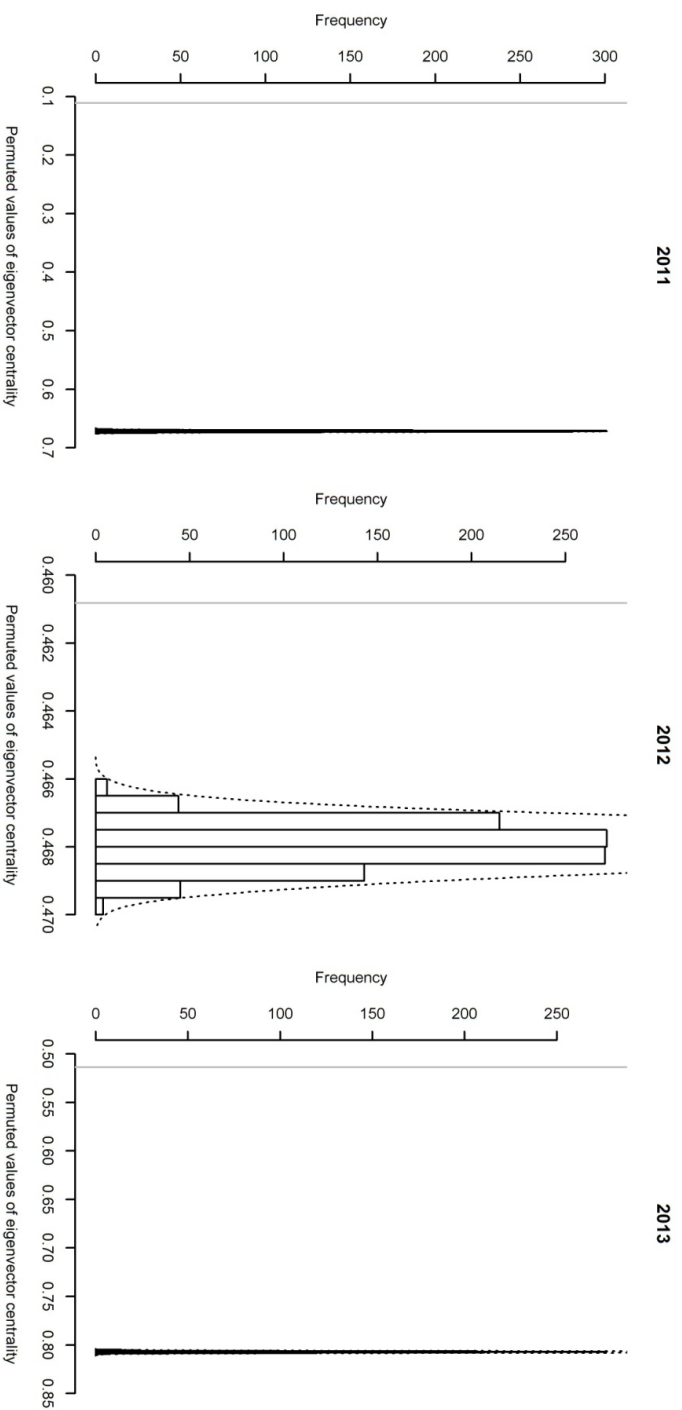 2011
Frequency
0 50 100 150 200 250 300
0.1 0.2 0.3 0.4 0.5 0.6 0.7
Permuted values of eigenvector centrality
2012
Frequency
0 50 100 150 200 250
0.460 0.462 0.464 0.466 0.468 0.470
Permuted values of eigenvector centrality
2013
Frequency
0 50 100 150 200 250
0.50 0.55 0.60 0.65 0.70 0.75 0.80 0.85
Permuted values of eigenvector centrality